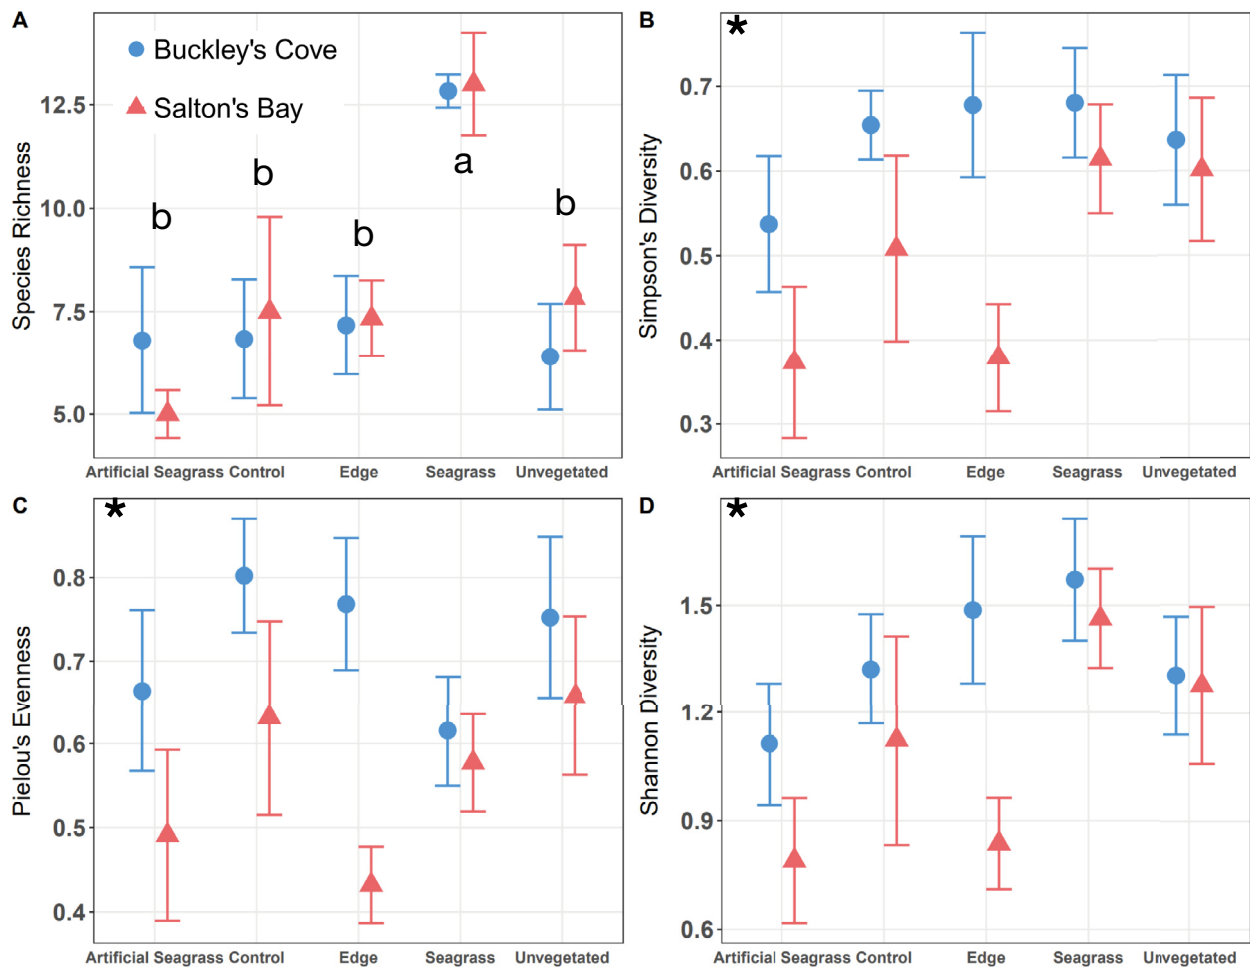 A
Buckley's Cove
Salton's Bay
Species Richness
12.5
10.0
7.5
5.0
b
b
b
a
b
Artificial Seagrass Control Edge Seagrass Unvegetated
B
*
Simpson's Diversity
0.7
0.6
0.5
0.4
0.3
Artificial Seagrass Control Edge Seagrass Unvegetated
C
*
Pielou's Evenness
0.8
0.7
0.6
0.5
0.4
Artificial Seagrass Control Edge Seagrass Unvegetated
D
*
Shannon Diversity
1.5
1.2
0.9
0.6
Artificial Seagrass Control Edge Seagrass Unvegetated